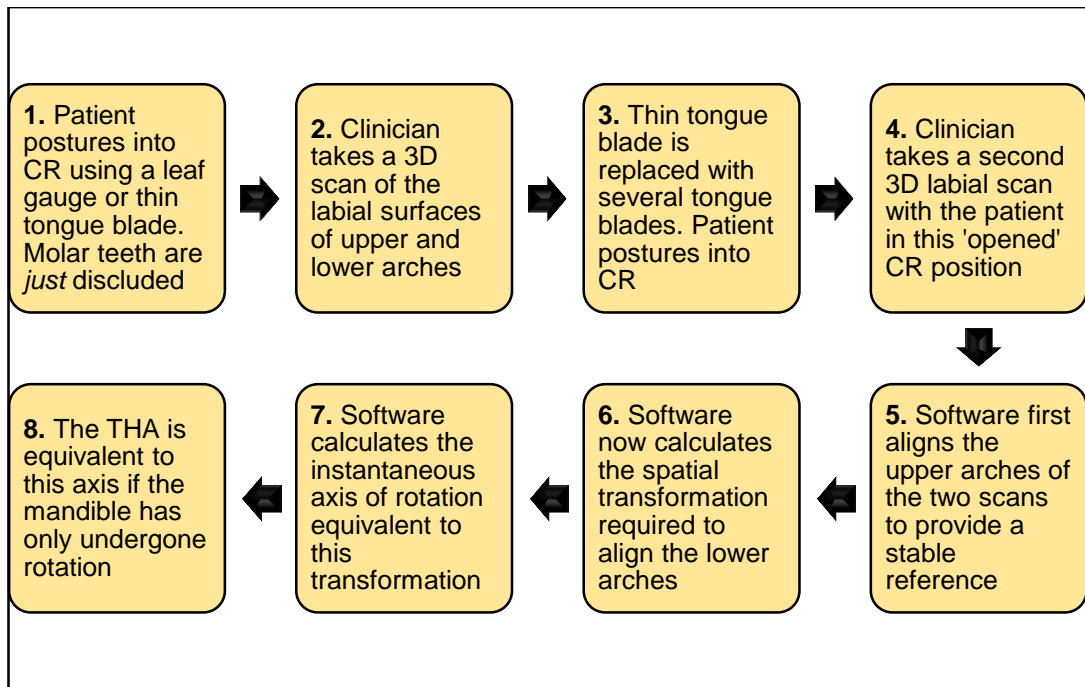 1. Patient
postures into
CR using a leaf
gauge or thin
tongue blade.
Molar teeth are
just discluded
2. Clinician
takes a 3D
scan of the
labial surfaces
of upper and
lower arches
3. Thin tongue
blade is
replaced with
several tongue
blades. Patient
postures into
CR
4. Clinician
takes a second
3D labial scan
with the patient
in this 'opened'
CR position
5. Software first
aligns the
upper arches of
the two scans
to provide a
stable
reference
6. Software
now calculates
the spatial
transformation
required to
align the lower
arches
7. Software
calculates the
instantaneous
axis of rotation
equivalent to
this
transformation
8. The THA is
equivalent to
this axis if the
mandible has
only undergone
rotation